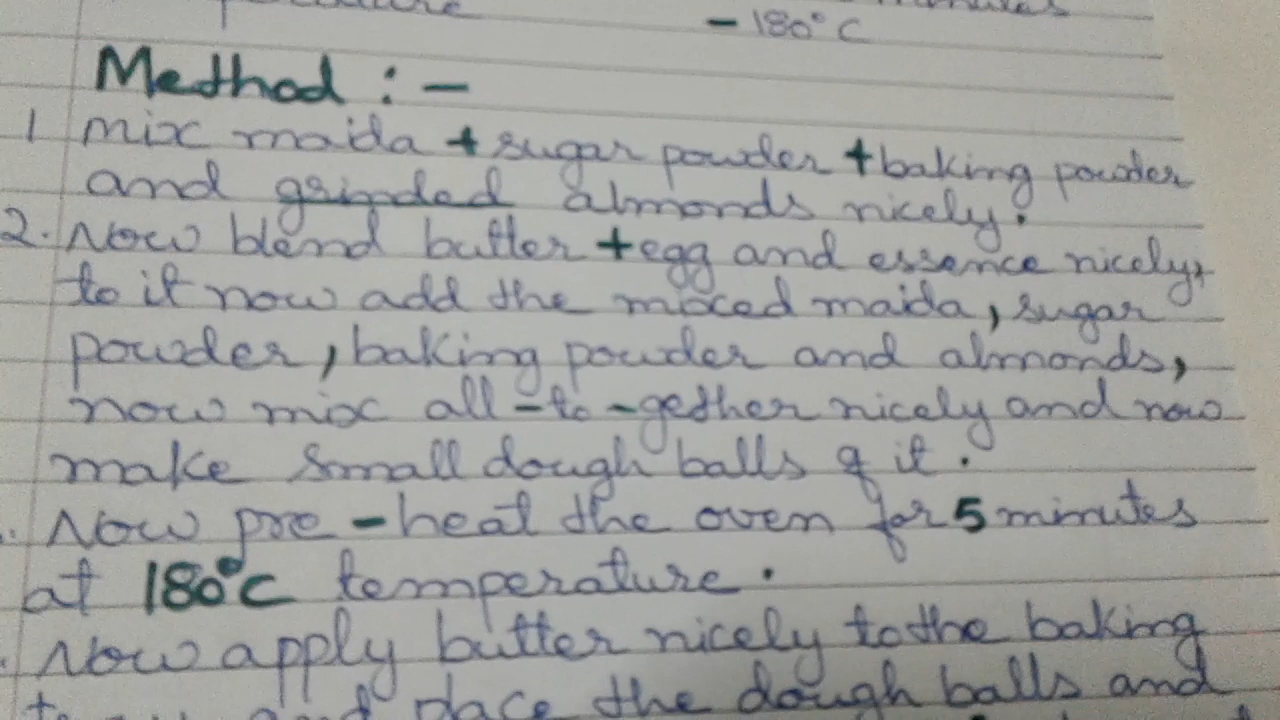 - 180°C
Method :-
1 Mix maida + sugar powder + baking powder
and grinded almonds nicely.
2. Now blend butter + egg and essence nicely,
to it now add the mixed maida, sugar
powder, baking powder and almonds,
now mix all-to-gether nicely and now
make small dough balls of it.
. Now pre-heat the oven for 5 minutes
at 180°C temperature.
. Now apply butter nicely to the baking
place the dough balls and